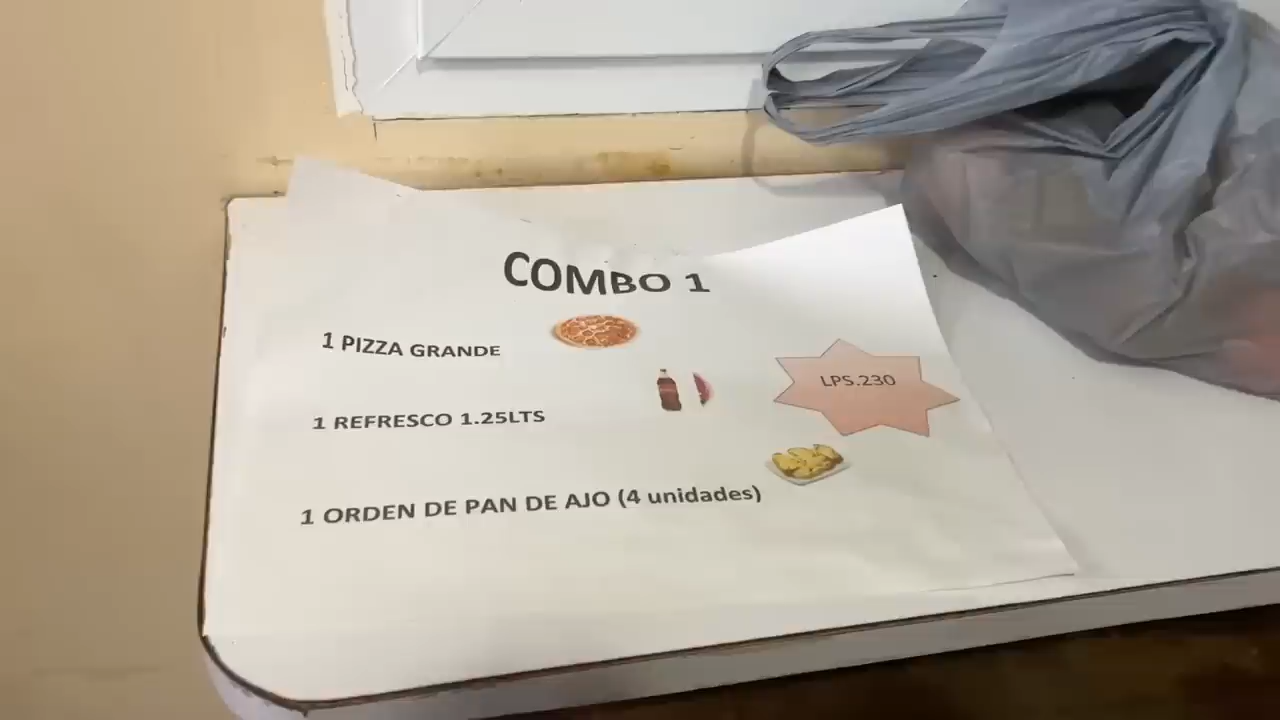 COMBO 1
1 PIZZA GRANDE
1 REFRESCO 1.25LTS
LPS.230
1 ORDEN DE PAN DE AJO (4 unidades)